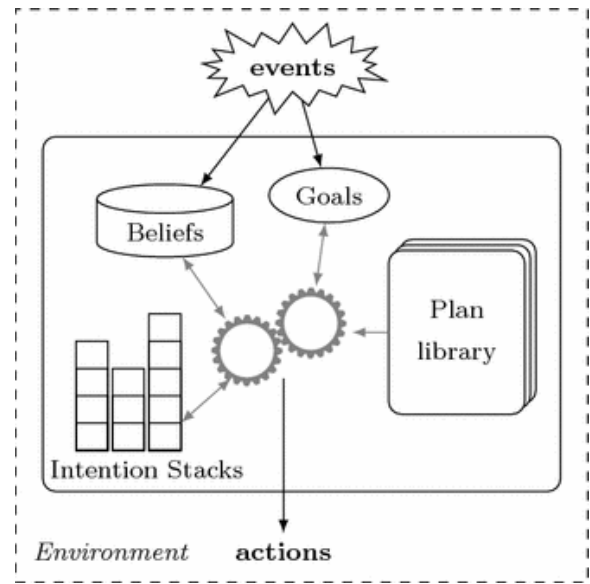 events
Goals
Beliefs
Plan
library
Intention Stacks
Environment actions